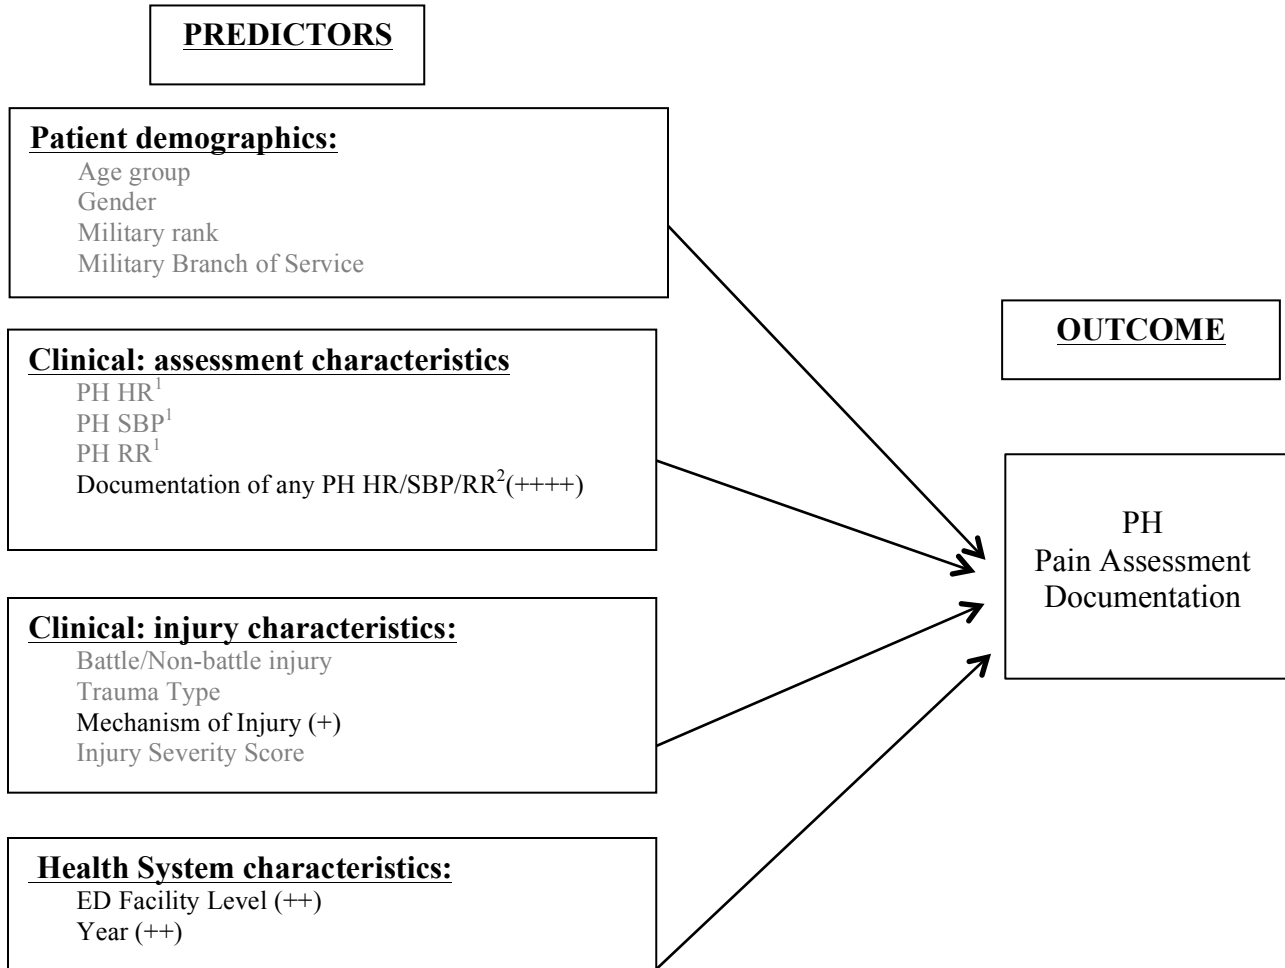 PREDICTORS
Patient demographics:
Age group
Gender
Military rank
Military Branch of Service
Clinical: assessment characteristics
PH HR¹
PH SBP¹
PH RR¹
Documentation of any PH HR/SBP/RR²(++++)
Clinical: injury characteristics:
Battle/Non-battle injury
Trauma Type
Mechanism of Injury (+)
Injury Severity Score
Health System characteristics:
ED Facility Level (++)
Year (++)
OUTCOME
PH
Pain Assessment
Documentation